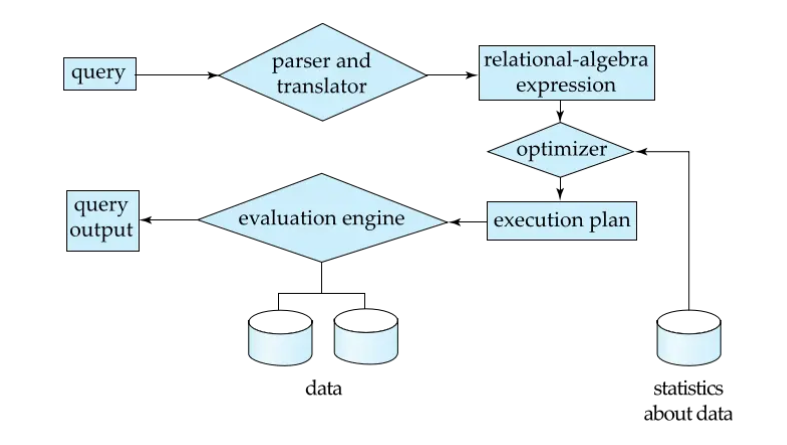 query
parser and
translator
relational-algebra
expression
optimizer
query
output
evaluation engine
execution plan
data
statistics
about data